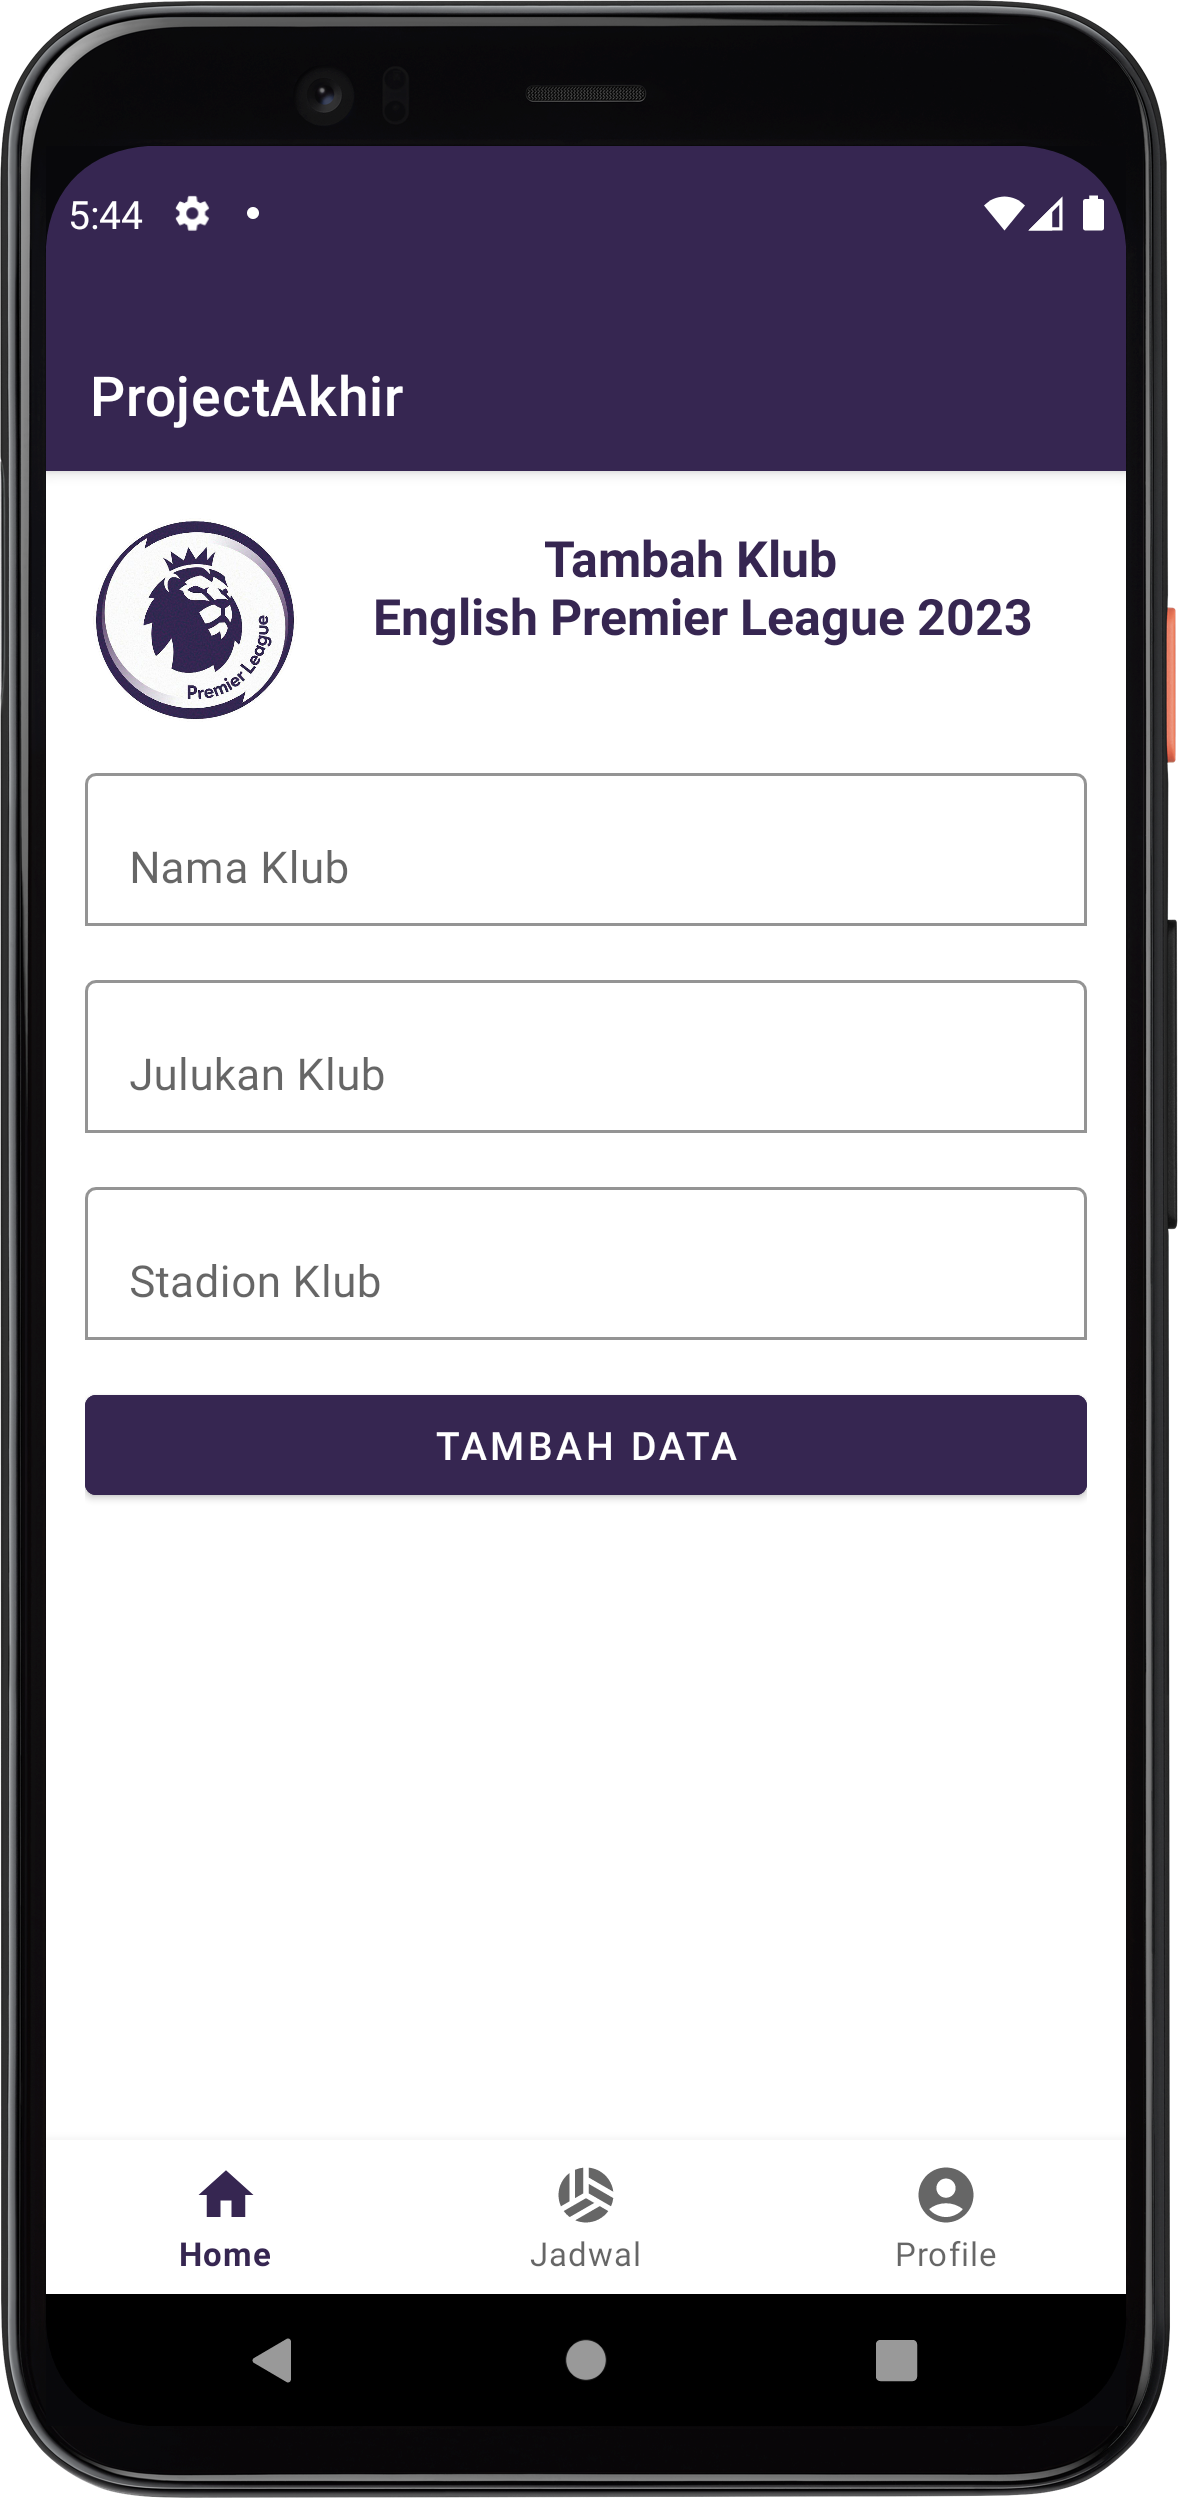 5:44
ProjectAkhir
Premier League
Tambah Klub
English Premier League 2023
Nama Klub
Julukan Klub
Stadion Klub
TAMBAH DATA
Home
Jadwal
Profile